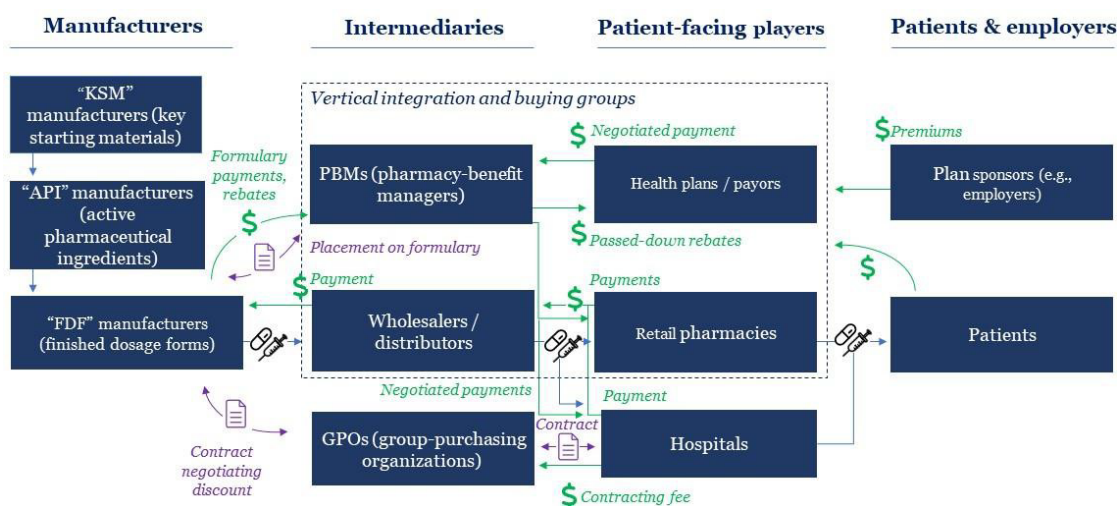 Manufacturers
Intermediaries
Patient-facing players
Patients & employers
“KSM”
manufacturers (key
starting materials)
Vertical integration and buying groups
$ Negotiated payment
$ Premiums
Formulary
payments,
rebates
$
PBMs (pharmacy-benefit
managers)
Health plans / payors
Plan sponsors (e.g.,
employers)
“API” manufacturers
(active
pharmaceutical
ingredients)
Placement on formulary
$ Passed-down rebates
$ Payment
$ Payments
$
“FDF” manufacturers
(finished dosage forms)
Wholesalers /
distributors
Retail pharmacies
Patients
Negotiated payments
Payment
Contract
GPOs (group-purchasing
organizations)
Hospitals
Contract
negotiating
discount
$ Contracting fee